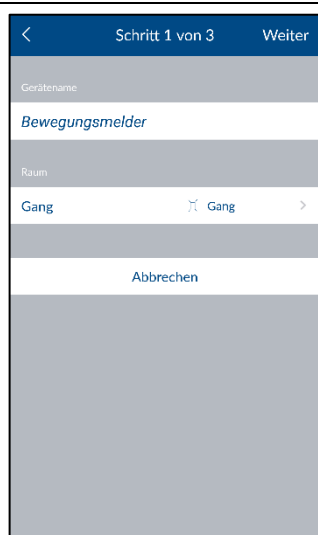 Schritt 1 von 3 Weiter
Gerätename
Bewegungsmelder
Raum
Gang Gang
Abbrechen